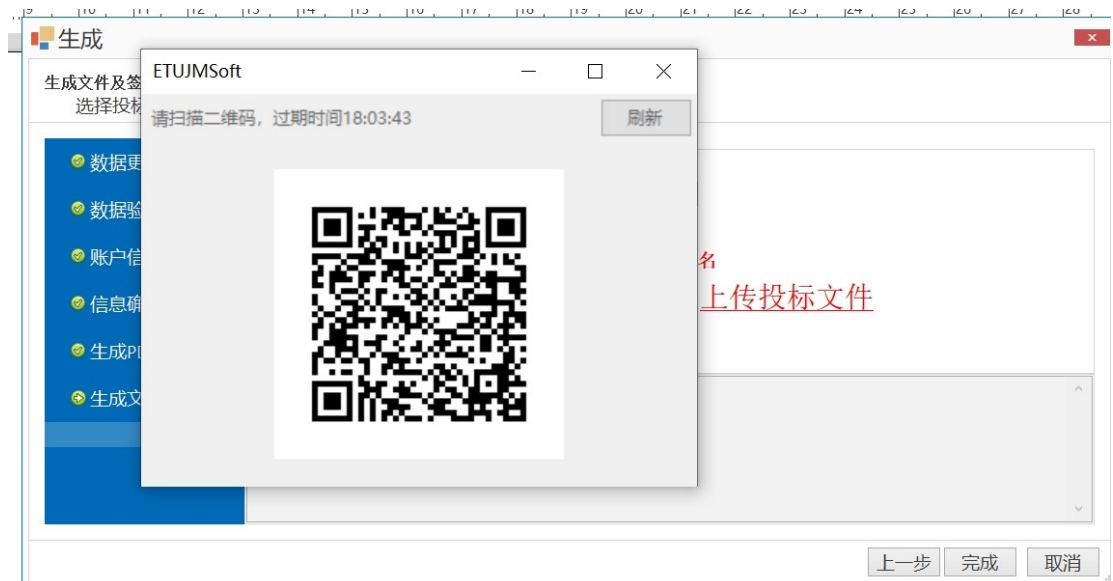 生成
ETUJMSoft
生成文件及签
选择投标
请扫描二维码，过期时间18:03:43
刷新
数据更
数据验
账户信
信息确
生成PD
生成文
名
上传投标文件
上一步
完成
取消